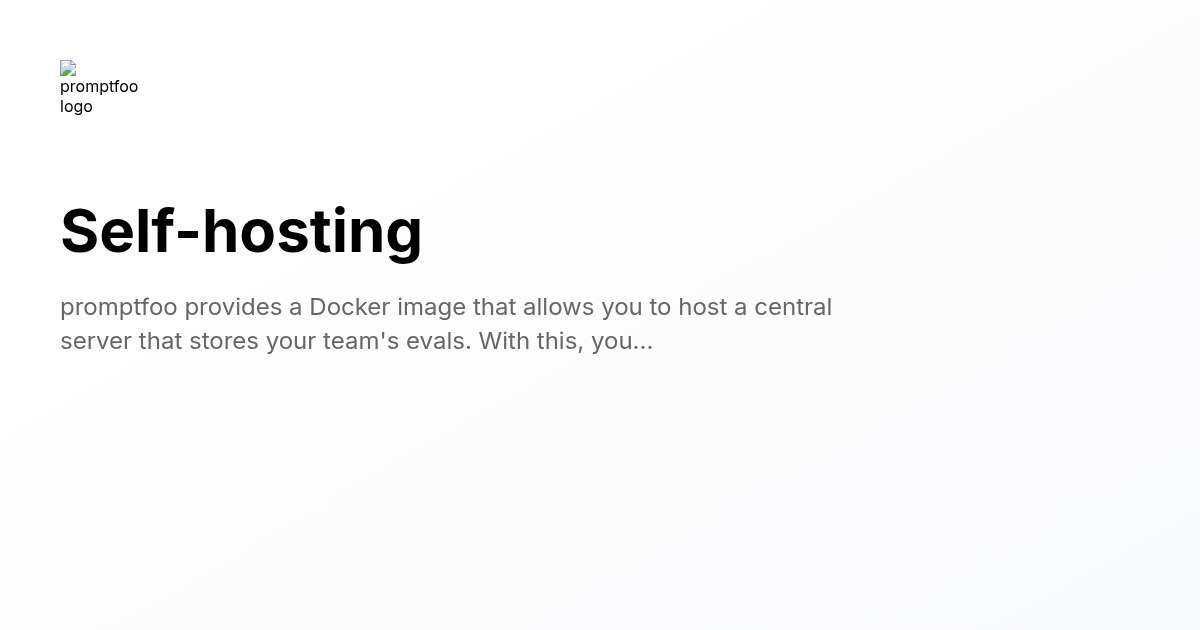 promptfoo
logo
Self-hosting
promptfoo provides a Docker image that allows you to host a central
server that stores your team's evals. With this, you...